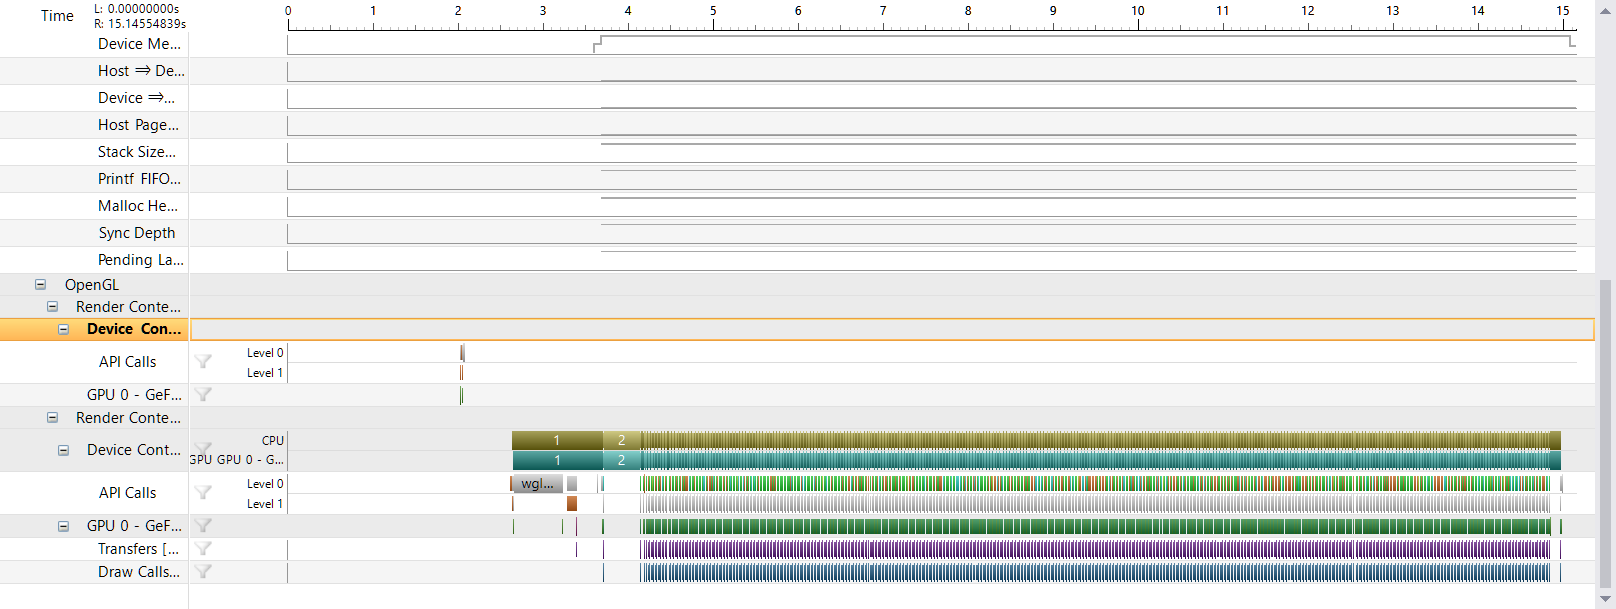 Time L: 0.00000000s
R: 15.14554839s
0 1 2 3 4 5 6 7 8 9 10 11 12 13 14 15
Device Me...
Host ⇒ De...
Device ⇒...
Host Page...
Stack Size...
Printf FIFO...
Malloc He...
Sync Depth
Pending La...
OpenGL
Render Conte...
Device Con...
API Calls
Level 0
Level 1
GPU 0 - GeF...
Render Conte...
Device Cont...
CPU 1 2
GPU GPU 0 - G... 1 2
API Calls
Level 0 wgl...
Level 1
GPU 0 - GeF...
Transfers [...
Draw Calls...